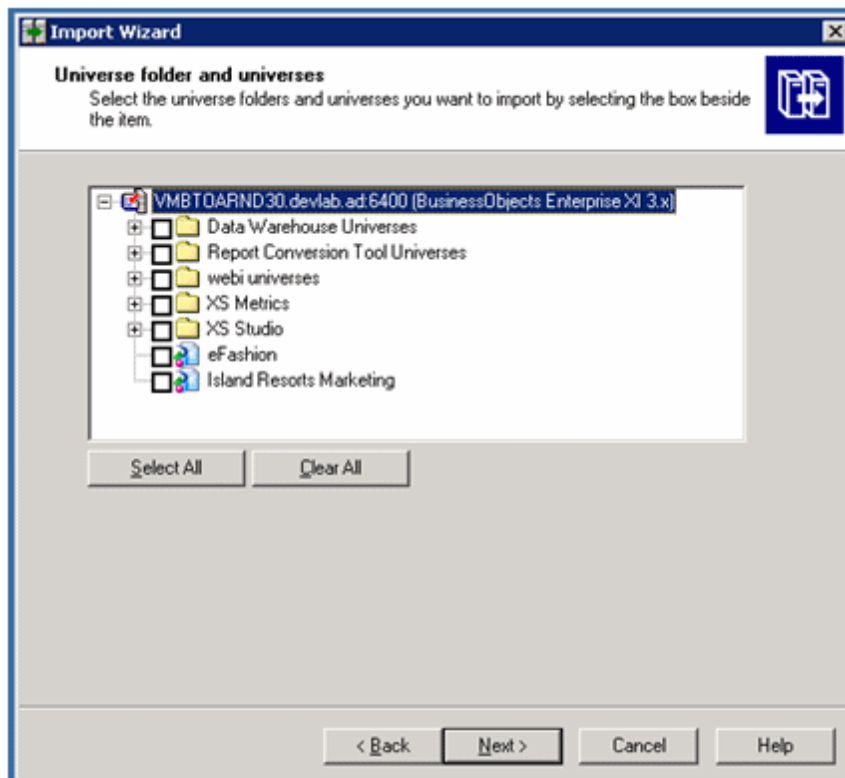 Import Wizard
Universe folder and universes
Select the universe folders and universes you want to import by selecting the box beside
the item.
VMBTOARND30.devlab.ad:6400 (BusinessObjects Enterprise XI 3.x)
Data Warehouse Universes
Report Conversion Tool Universes
webi universes
XS Metrics
XS Studio
eFashion
Island Resorts Marketing
Select All Clear All
< Back Next > Cancel Help